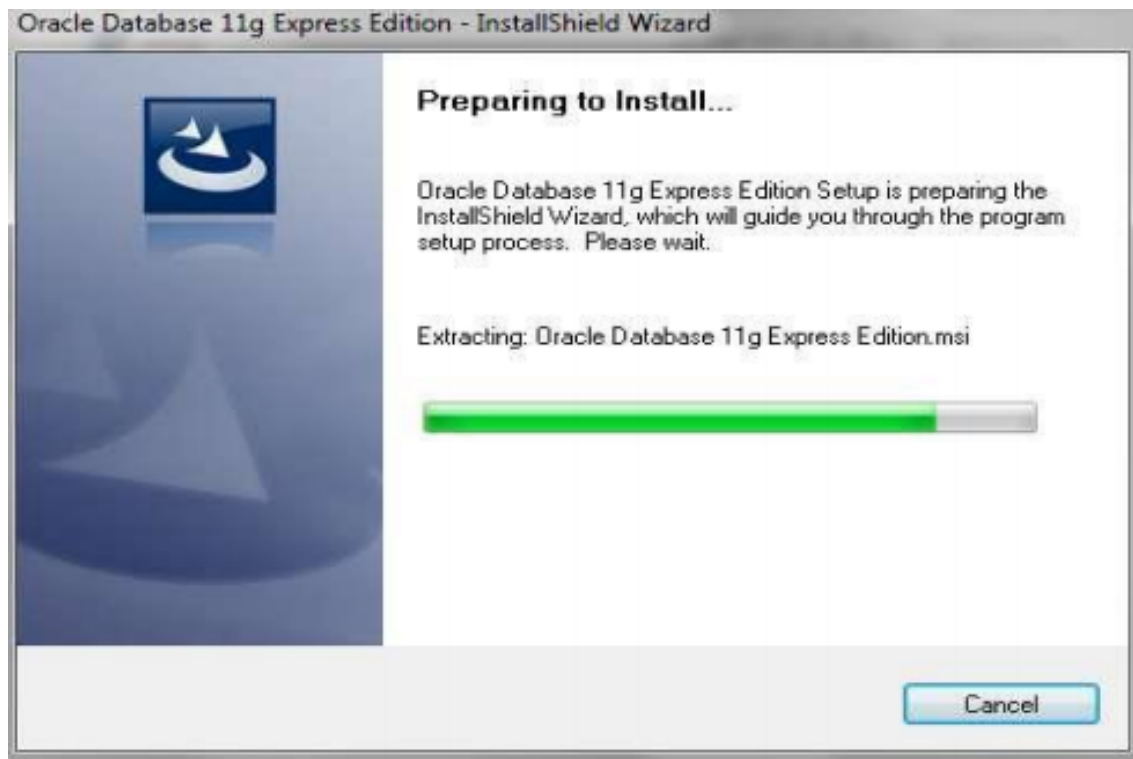 Oracle Database 11g Express Edition - InstallShield Wizard
Preparing to Install...
Oracle Database 11g Express Edition Setup is preparing the
InstallShield Wizard, which will guide you through the program
setup process. Please wait.
Extracting: Oracle Database 11g Express Edition.msi
Cancel